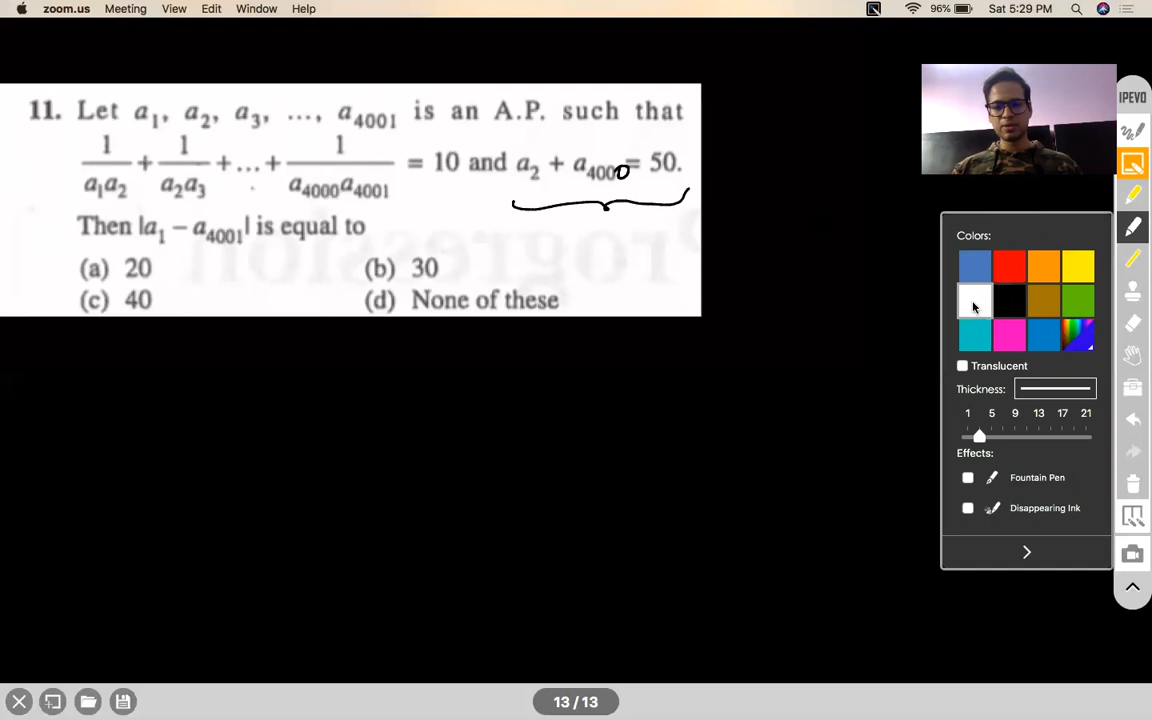 zoom.us Meeting View Edit Window Help 96% Sat 5:29 PM
IPEVO
11. Let a₁, a₂, a₃, ..., a₄₀₀₁ is an A.P. such that
1/(a₁a₂) + 1/(a₂a₃) + ... + 1/(a₄₀₀₀a₄₀₀₁) = 10 and a₂ + a₄₀₀₀ = 50.
Then |a₁ − a₄₀₀₁| is equal to
(a) 20 (b) 30
(c) 40 (d) None of these
Colors:
Translucent
Thickness:
1 5 9 13 17 21
Effects:
Fountain Pen
Disappearing Ink
13 / 13